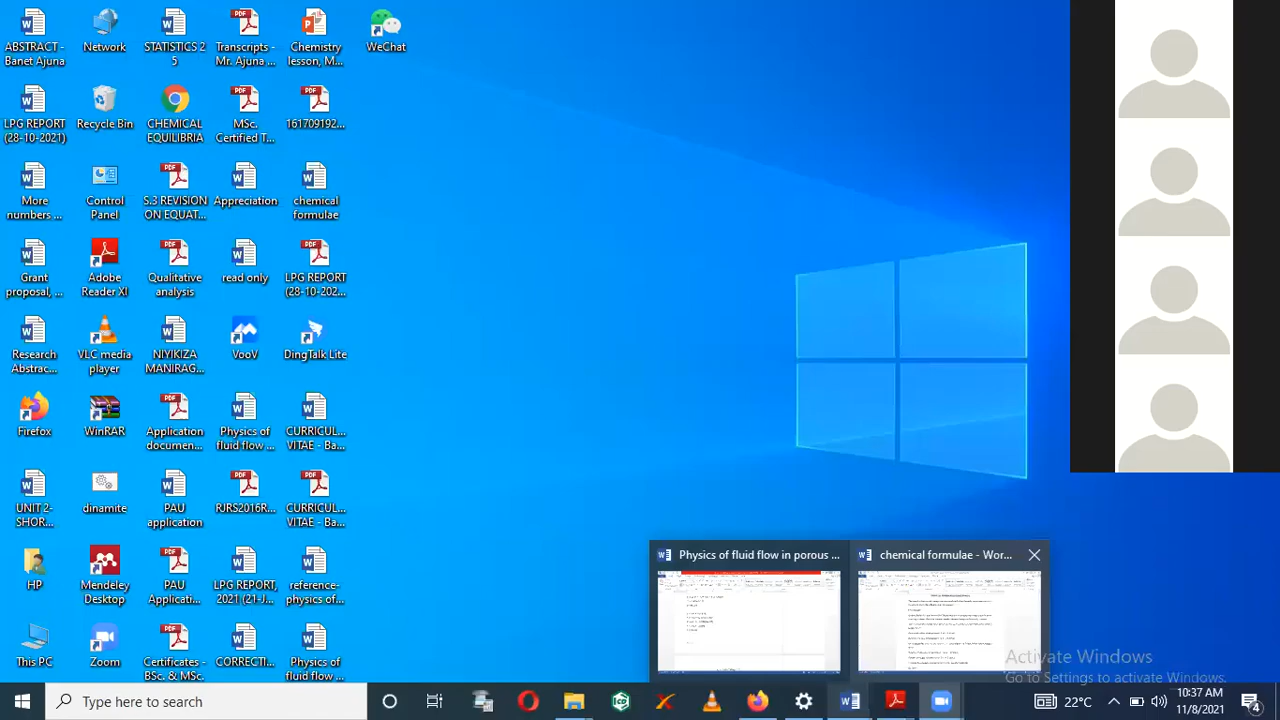 ABSTRACT -
Banet Ajuna
Network
STATISTICS 2
5
Transcripts -
Mr. Ajuna ...
Chemistry
lesson, M...
WeChat
LPG REPORT
(28-10-2021)
Recycle Bin
CHEMICAL
EQUILIBRIA
MSc.
Certified T...
161709192...
More
numbers ...
Control
Panel
S.3 REVISION
ON EQUAT...
Appreciation
chemical
formulae
Grant
proposal, ...
Adobe
Reader XI
Qualitative
analysis
read only
LPG REPORT
(28-10-202...
Research
Abstrac...
VLC media
player
NIYIKIZA
MANIRAG...
VooV
DingTalk Lite
Firefox
WinRAR
Application
documen...
Physics of
fluid flow ...
CURRICUL...
VITAE - Ba...
UNIT 2-
SHOR...
dinamite
PAU
application
RJRS2016R...
CURRICUL...
VITAE - Ba...
HP
Mendeley
Desktop
PAU
Applicati...
LPG REPORT
Reference-
Physics of...
This PC
Zoom
Certificates -
BSc. & MS...
Physics of
fluid flow ...
Physics of fluid flow in porous ...
chemical formulae - Wor...
Activate Windows
Go to Settings to activate Windows.
Type here to search
22°C
10:37 AM
11/8/2021
4